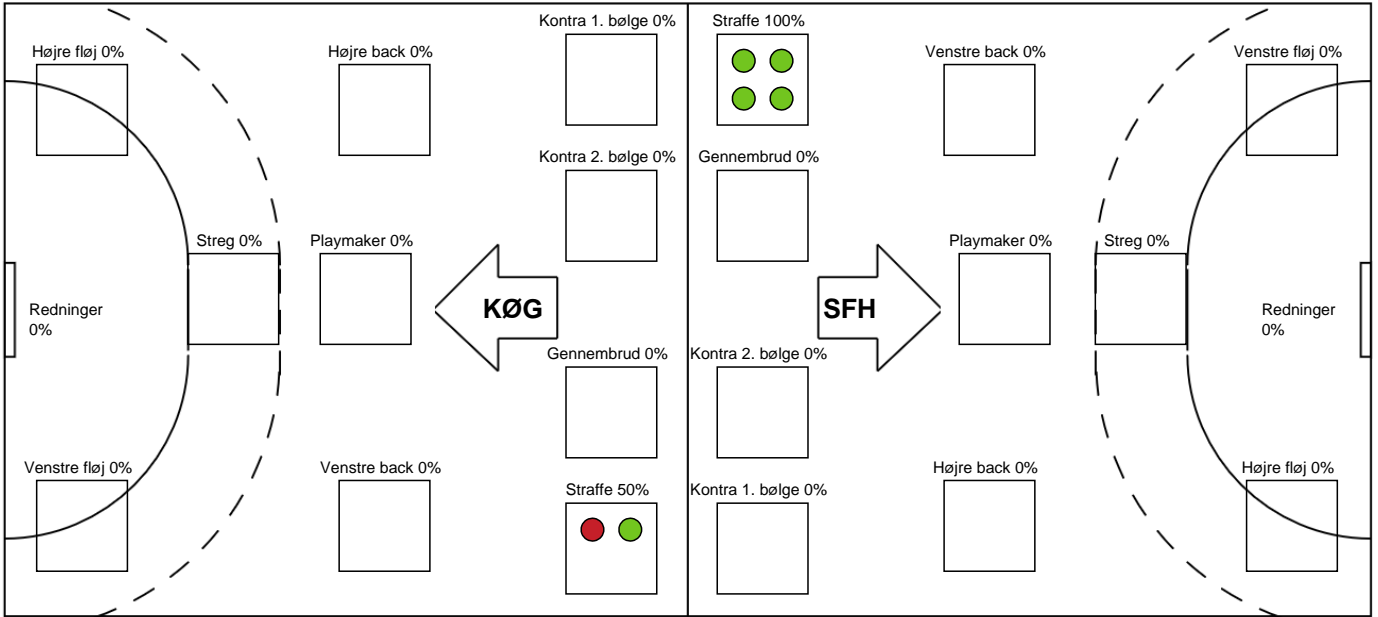 Kontra 1. bølge 0%
Straffe 100%
Højre fløj 0%
Højre back 0%
Venstre back 0%
Venstre fløj 0%
Kontra 2. bølge 0%
Gennembrud 0%
Streg 0%
Playmaker 0%
Playmaker 0%
Streg 0%
Redninger
0%
KØG
SFH
Redninger
0%
Gennembrud 0%
Kontra 2. bølge 0%
Venstre fløj 0%
Venstre back 0%
Højre back 0%
Højre fløj 0%
Straffe 50%
Kontra 1. bølge 0%